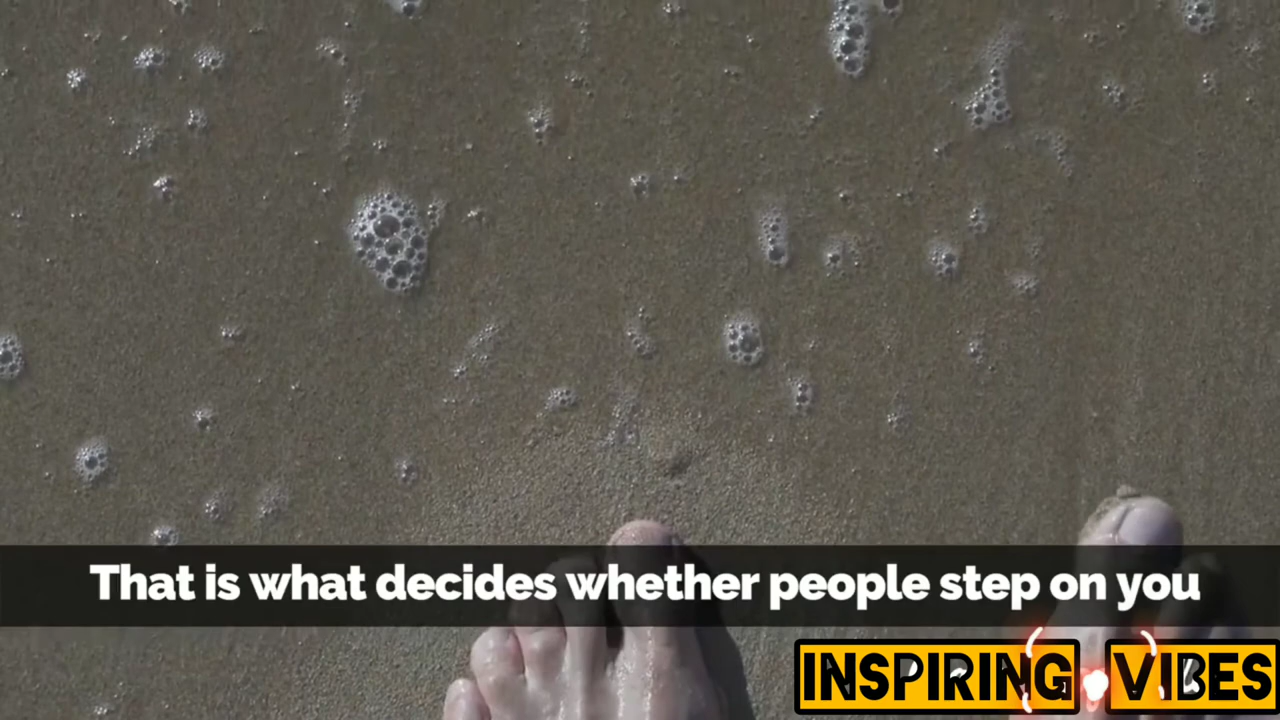 That is what decides whether people step on you
INSPIRING VIBES